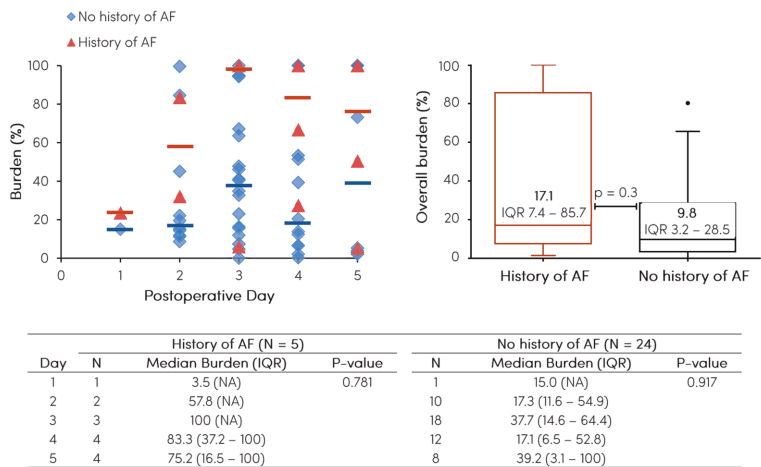 No history of AF
History of AF
100
80
60
40
20
0
Burden (%)
0 1 2 3 4 5
Postoperative Day
100
80
60
40
20
0
Overall burden (%)
17.1
IQR 7.4 – 85.7
p = 0.3
9.8
IQR 3.2 – 28.5
History of AF No history of AF
History of AF (N = 5) No history of AF (N = 24)
Day N Median Burden (IQR) P-value N Median Burden (IQR) P-value
1 1 3.5 (NA) 0.781 1 15.0 (NA) 0.917
2 2 57.8 (NA) 10 17.3 (11.6 – 54.9)
3 3 100 (NA) 18 37.7 (14.6 – 64.4)
4 4 83.3 (37.2 – 100) 12 17.1 (6.5 – 52.8)
5 4 75.2 (16.5 – 100) 8 39.2 (3.1 – 100)